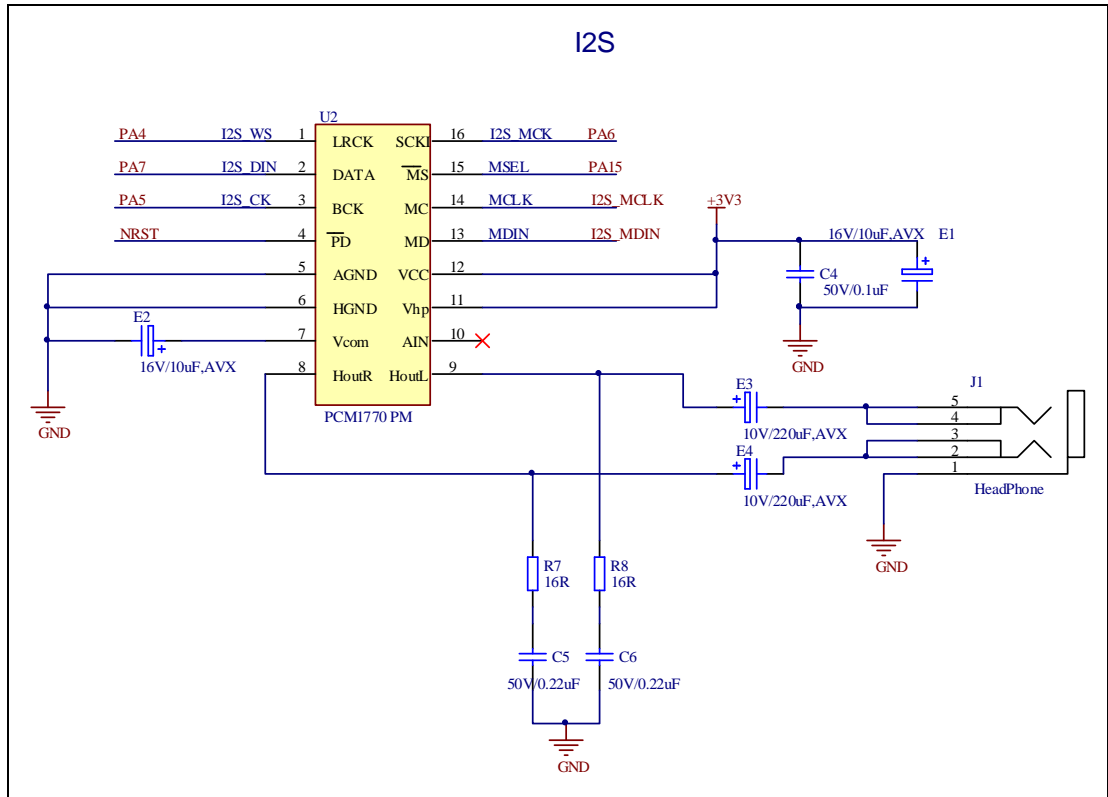 I2S
U2
PA4 I2S_WS 1 LRCK SCKI 16 I2S_MCK PA6
PA7 I2S_DIN 2 DATA MS 15 MSEL PA15
PA5 I2S_CK 3 BCK MC 14 MCLK I2S_MCLK
NRST 4 PD MD 13 MDIN I2S_MDIN
5 AGND VCC 12
6 HGND Vhp 11
7 Vcom AIN 10
8 HoutR HoutL 9
PCM1770 PM
E2
16V/10uF,AVX
GND
+3V3
16V/10uF,AVX E1
C4
50V/0.1uF
GND
E3
10V/220uF,AVX
E4
10V/220uF,AVX
J1
5
4
3
2
1
HeadPhone
GND
R7
16R
R8
16R
C5
50V/0.22uF
C6
50V/0.22uF
GND